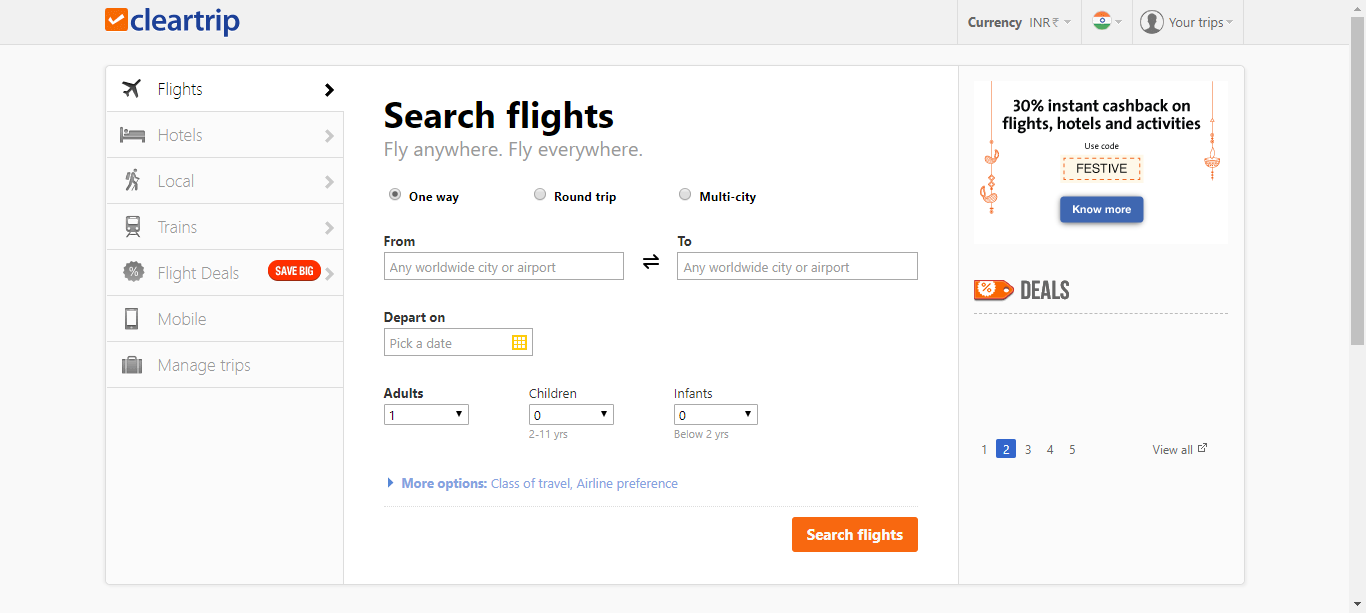 cleartrip
Currency INR ₹
Your trips
Flights
Hotels
Local
Trains
Flight Deals SAVE BIG
Mobile
Manage trips
Search flights
Fly anywhere. Fly everywhere.
One way Round trip Multi-city
From To
Any worldwide city or airport Any worldwide city or airport
Depart on
Pick a date
Adults Children Infants
1 0 0
2-11 yrs Below 2 yrs
More options: Class of travel, Airline preference
Search flights
30% instant cashback on
flights, hotels and activities
Use code
FESTIVE
Know more
% DEALS
1 2 3 4 5 View all